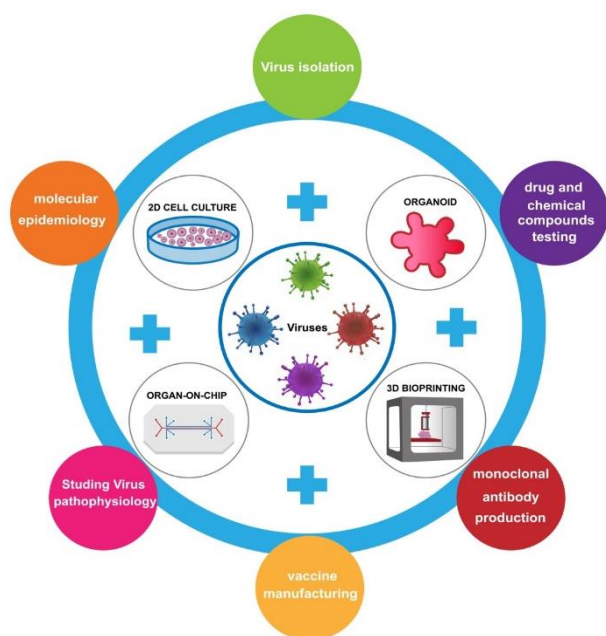 Virus isolation
molecular
epidemiology
drug and
chemical
compounds
testing
2D CELL CULTURE
ORGANOID
Viruses
ORGAN-ON-CHIP
3D BIOPRINTING
Studing Virus
pathophysiology
monoclonal
antibody
production
vaccine
manufacturing